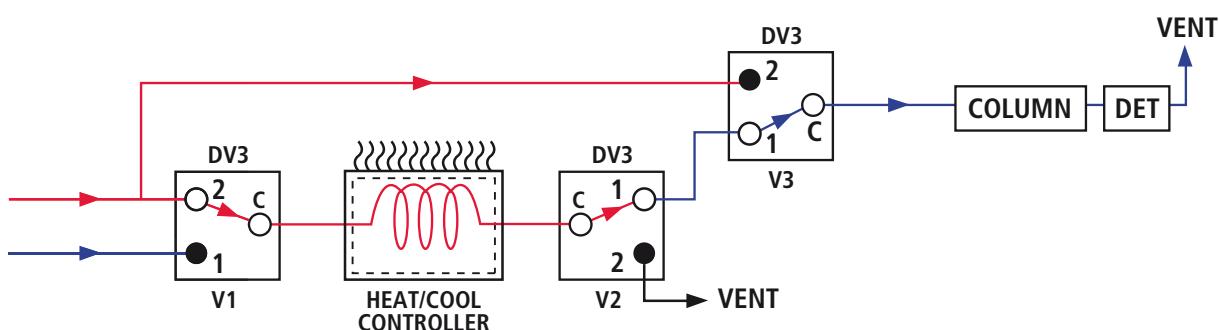 VENT
DV3
2
1
C
V3
COLUMN
DET
DV3
2
C
1
V1
HEAT/COOL
CONTROLLER
DV3
1
C
2
V2
VENT